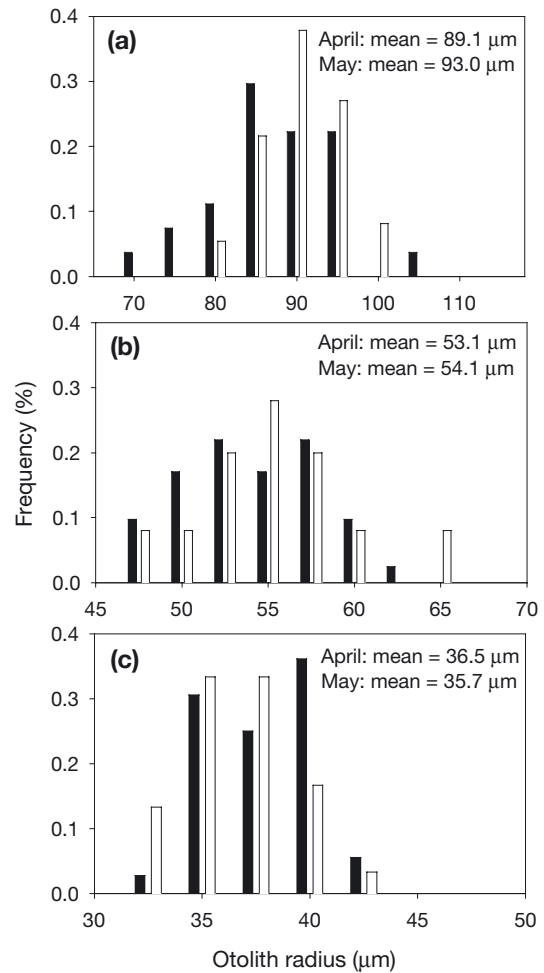 (a)
April: mean = 89.1 μm
May: mean = 93.0 μm
0.4
0.3
0.2
0.1
0.0
70 80 90 100 110
(b)
April: mean = 53.1 μm
May: mean = 54.1 μm
0.4
0.3
0.2
0.1
0.0
45 50 55 60 65 70
Frequency (%)
(c)
April: mean = 36.5 μm
May: mean = 35.7 μm
0.4
0.3
0.2
0.1
0.0
30 35 40 45 50
Otolith radius (μm)